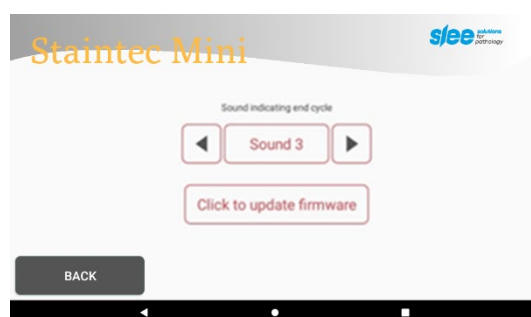 Staintec Mini
slee solutions
for
pathology
Sound indicating end cycle
Sound 3
Click to update firmware
BACK